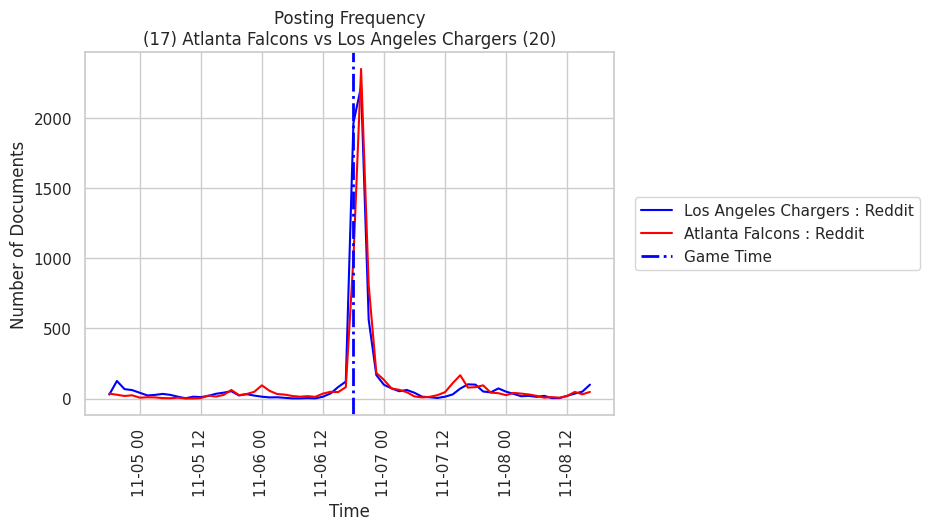 Posting Frequency
(17) Atlanta Falcons vs Los Angeles Chargers (20)
Number of Documents
2000
1500
1000
500
0
Los Angeles Chargers : Reddit
Atlanta Falcons : Reddit
Game Time
11-05 00
11-05 12
11-06 00
11-06 12
11-07 00
11-07 12
11-08 00
11-08 12
Time